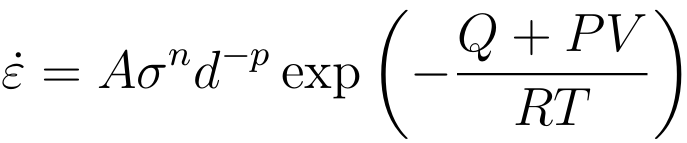 ε̇ = Aσⁿd⁻ᵖ exp(−(Q + PV)/(RT))